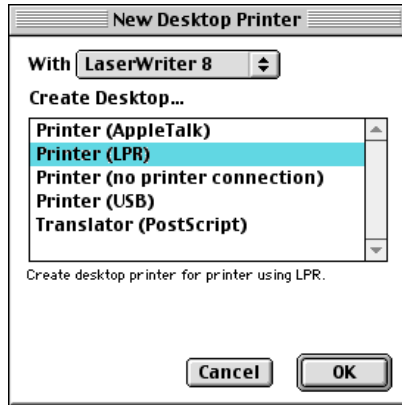 New Desktop Printer
With LaserWriter 8
Create Desktop...
Printer (AppleTalk)
Printer (LPR)
Printer (no printer connection)
Printer (USB)
Translator (PostScript)
Create desktop printer for printer using LPR.
Cancel OK